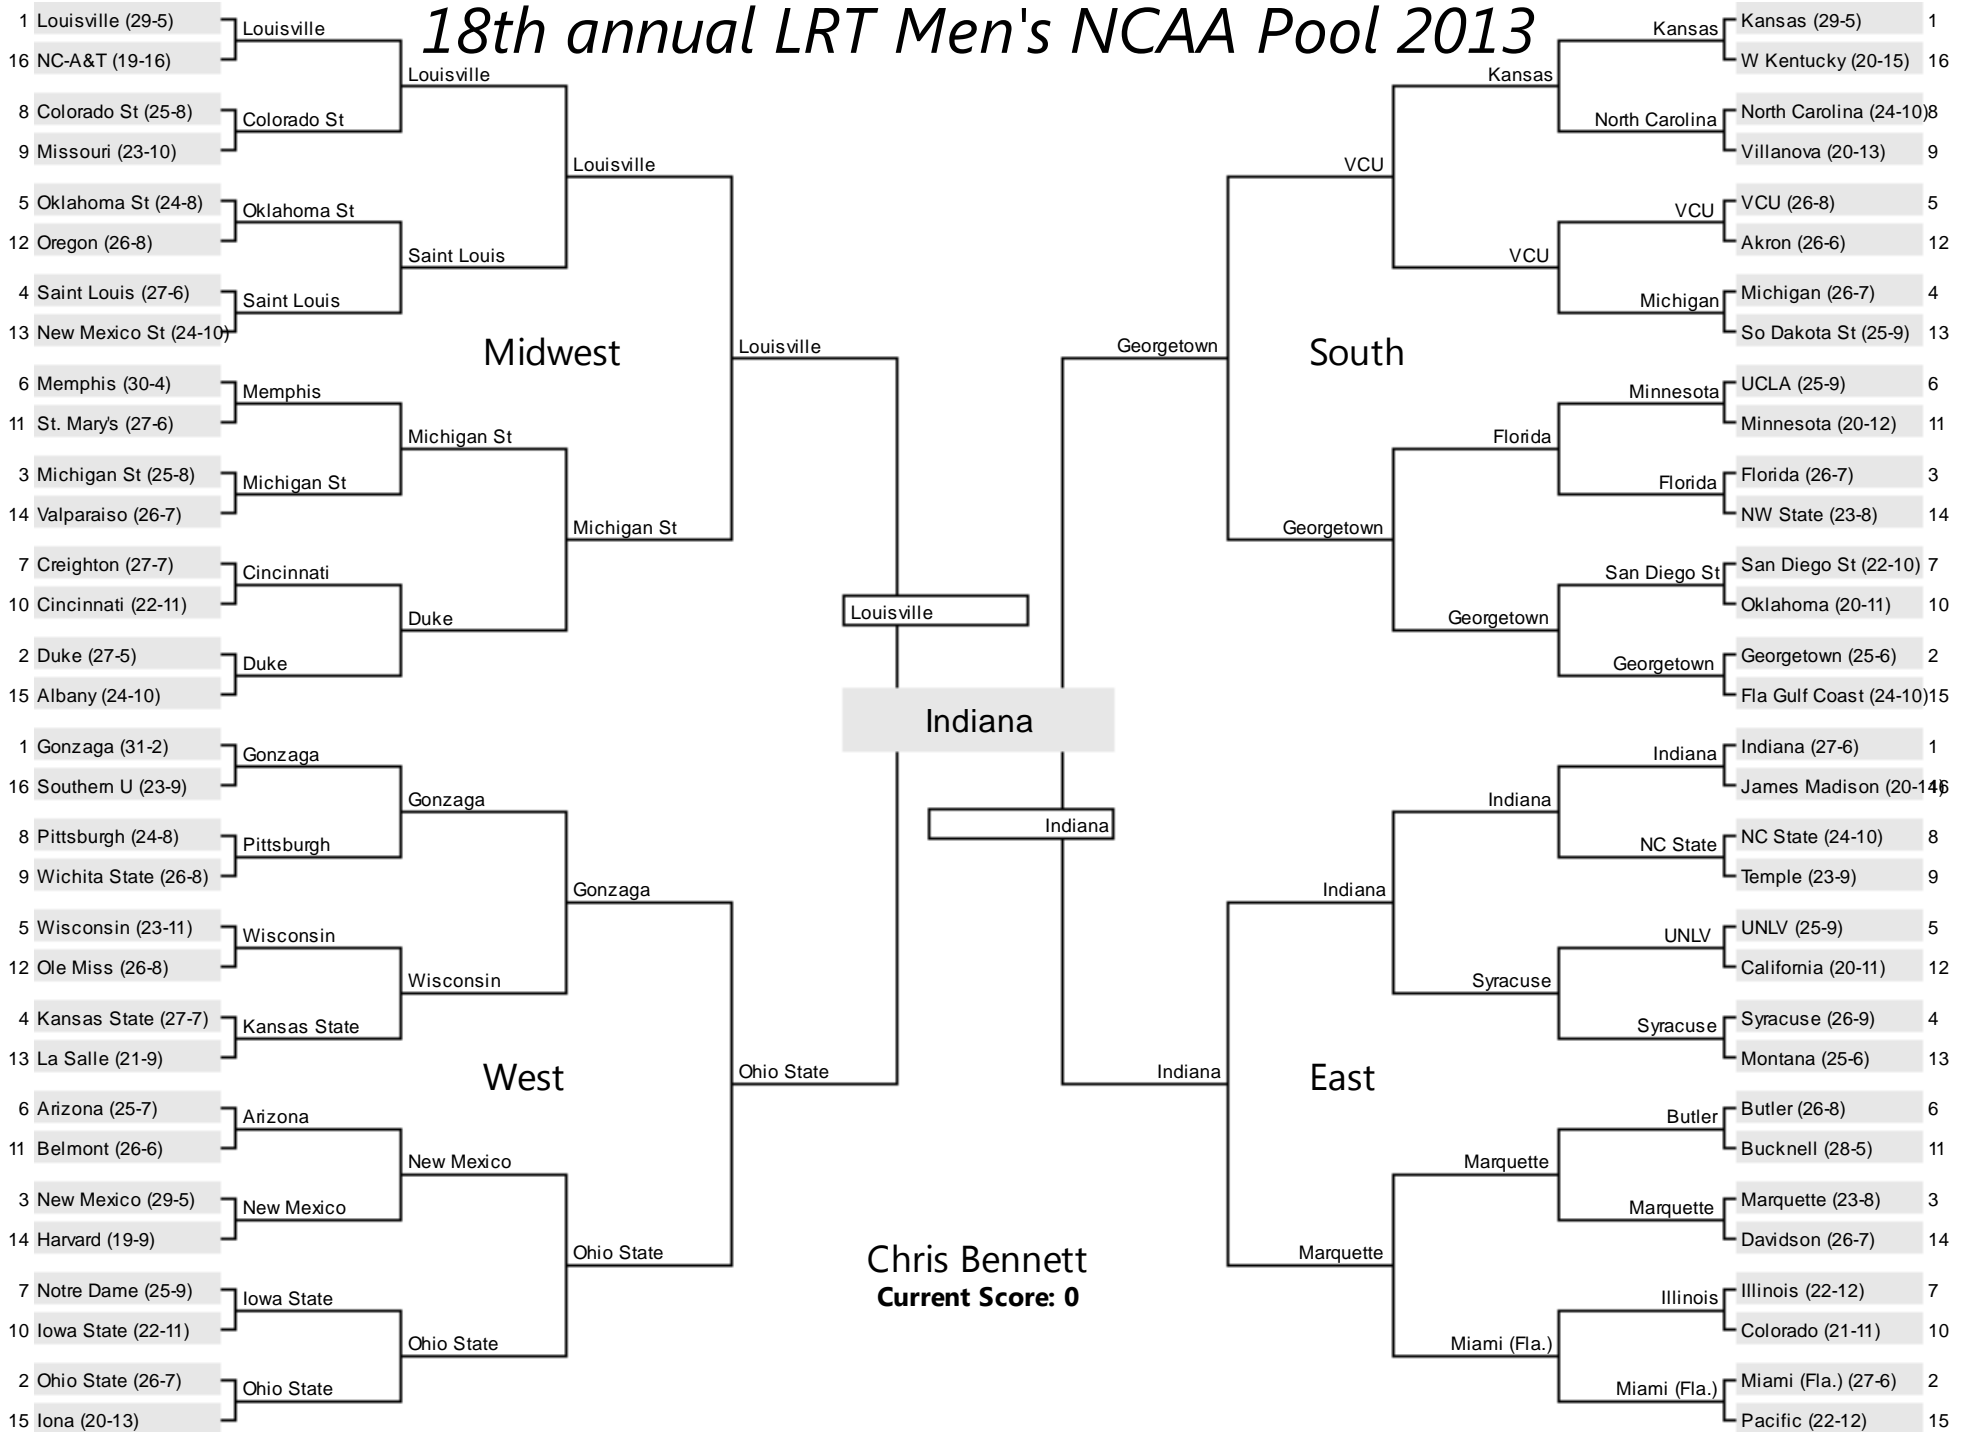 18th annual LRT Men's NCAA Pool 2013
1 Louisville (29-5)
16 NC-A&T (19-16)
8 Colorado St (25-8)
9 Missouri (23-10)
5 Oklahoma St (24-8)
12 Oregon (26-8)
4 Saint Louis (27-6)
13 New Mexico St (24-10)
6 Memphis (30-4)
11 St. Mary's (27-6)
3 Michigan St (25-8)
14 Valparaiso (26-7)
7 Creighton (27-7)
10 Cincinnati (22-11)
2 Duke (27-5)
15 Albany (24-10)
Louisville
Colorado St
Oklahoma St
Saint Louis
Memphis
Michigan St
Cincinnati
Duke
Louisville
Saint Louis
Michigan St
Duke
Louisville
Michigan St
Midwest
Louisville
1 Gonzaga (31-2)
16 Southern U (23-9)
8 Pittsburgh (24-8)
9 Wichita State (26-8)
5 Wisconsin (23-11)
12 Ole Miss (26-8)
4 Kansas State (27-7)
13 La Salle (21-9)
6 Arizona (25-7)
11 Belmont (26-6)
3 New Mexico (29-5)
14 Harvard (19-9)
7 Notre Dame (25-9)
10 Iowa State (22-11)
2 Ohio State (26-7)
15 Iona (20-13)
Gonzaga
Pittsburgh
Wisconsin
Kansas State
Arizona
New Mexico
Iowa State
Ohio State
Gonzaga
Wisconsin
New Mexico
Ohio State
Gonzaga
Ohio State
West
Ohio State
Louisville
Indiana
Indiana
Chris Bennett
Current Score: 0
Kansas (29-5) 1
W Kentucky (20-15) 16
North Carolina (24-10) 8
Villanova (20-13) 9
VCU (26-8) 5
Akron (26-6) 12
Michigan (26-7) 4
So Dakota St (25-9) 13
UCLA (25-9) 6
Minnesota (20-12) 11
Florida (26-7) 3
NW State (23-8) 14
San Diego St (22-10) 7
Oklahoma (20-11) 10
Georgetown (25-6) 2
Fla Gulf Coast (24-10) 15
Kansas
North Carolina
VCU
Michigan
Minnesota
Florida
San Diego St
Georgetown
Kansas
VCU
Florida
Georgetown
VCU
Georgetown
South
Georgetown
Indiana (27-6) 1
James Madison (20-14) 16
NC State (24-10) 8
Temple (23-9) 9
UNLV (25-9) 5
California (20-11) 12
Syracuse (26-9) 4
Montana (25-6) 13
Butler (26-8) 6
Bucknell (28-5) 11
Marquette (23-8) 3
Davidson (26-7) 14
Illinois (22-12) 7
Colorado (21-11) 10
Miami (Fla.) (27-6) 2
Pacific (22-12) 15
Indiana
NC State
UNLV
Syracuse
Butler
Marquette
Illinois
Miami (Fla.)
Indiana
Syracuse
Marquette
Miami (Fla.)
Indiana
Marquette
East
Indiana